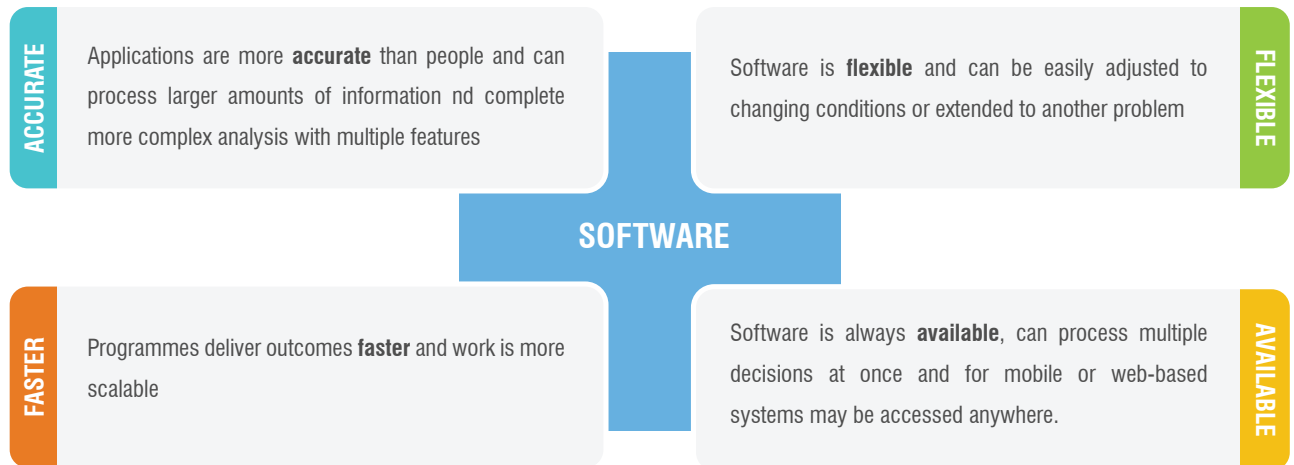 ACCURATE
Applications are more accurate than people and can
process larger amounts of information nd complete
more complex analysis with multiple features
FLEXIBLE
Software is flexible and can be easily adjusted to
changing conditions or extended to another problem
SOFTWARE
FASTER
Programmes deliver outcomes faster and work is more
scalable
AVAILABLE
Software is always available, can process multiple
decisions at once and for mobile or web-based
systems may be accessed anywhere.